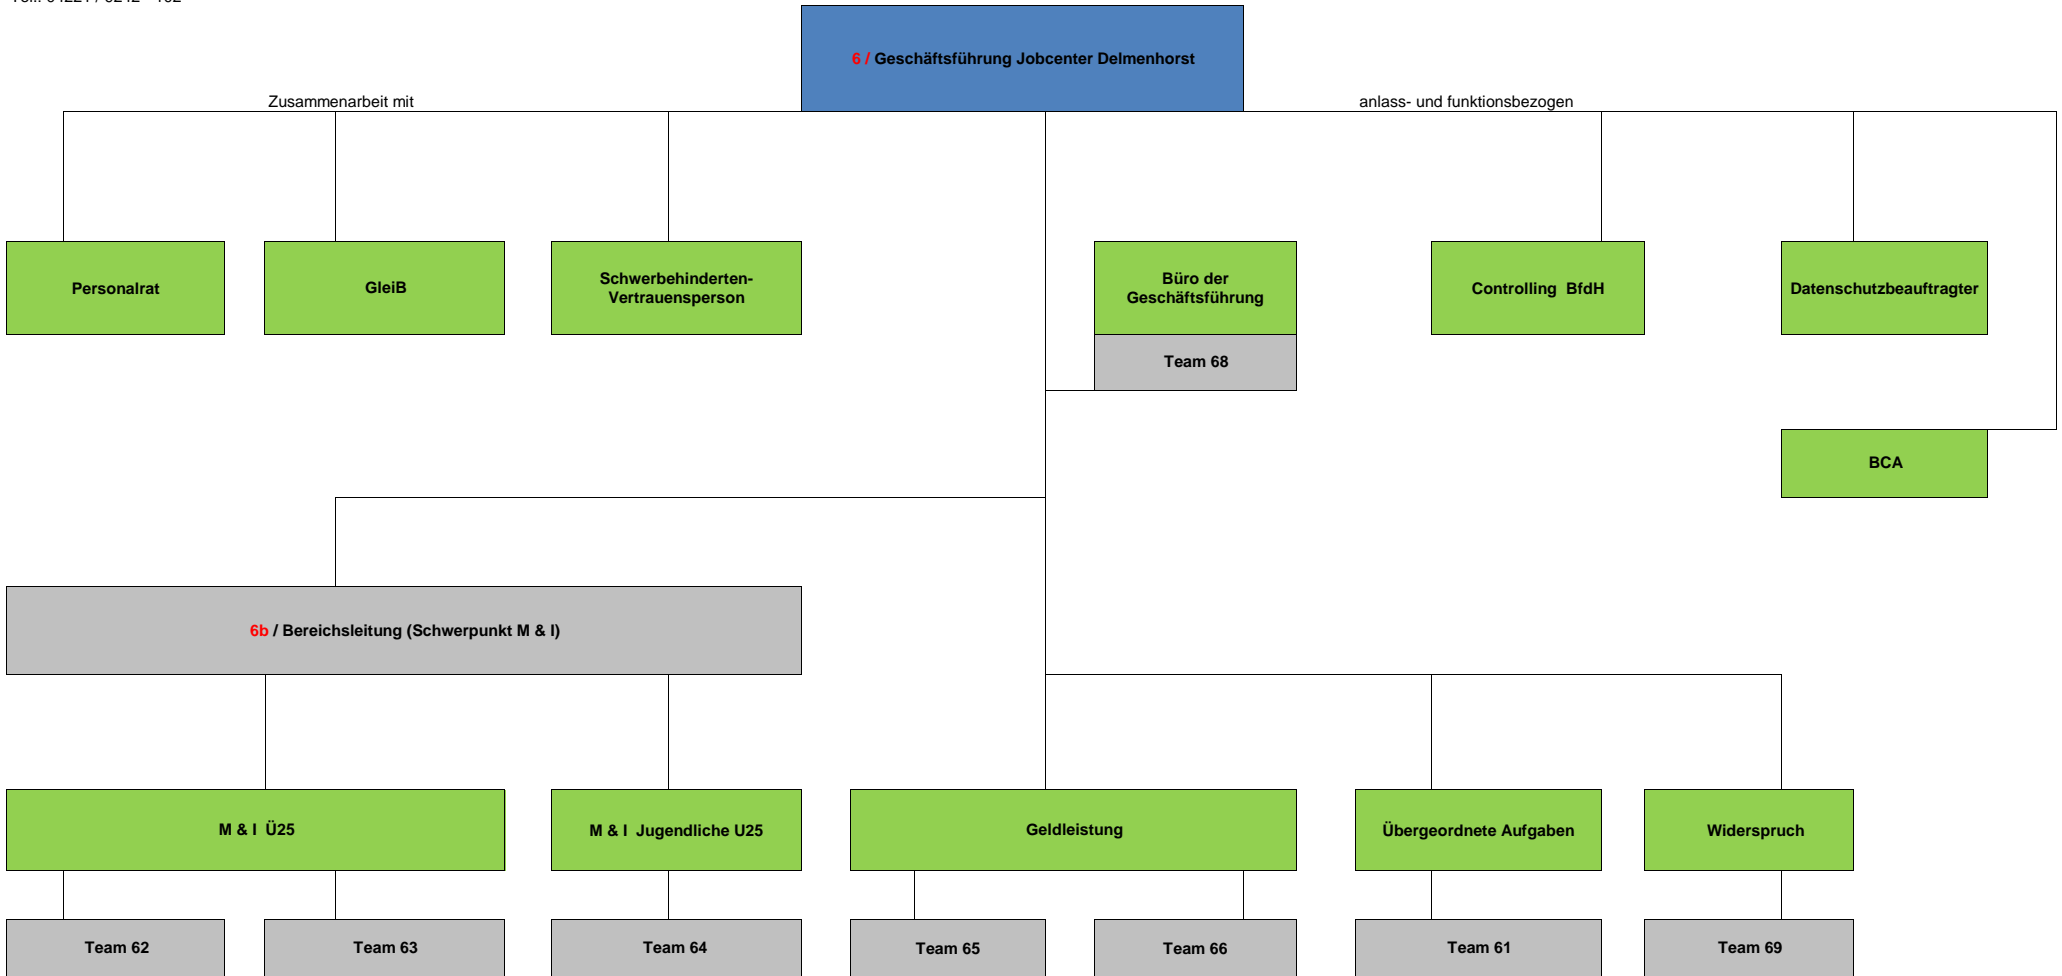 6 / Geschäftsführung Jobcenter Delmenhorst
Zusammenarbeit mit
anlass- und funktionsbezogen
Personalrat
GleiB
Schwerbehinderten-
Vertrauensperson
Büro der
Geschäftsführung
Controlling BfdH
Datenschutzbeauftragter
Team 68
BCA
6b / Bereichsleitung (Schwerpunkt M & I)
M & I Ü25
M & I Jugendliche U25
Geldleistung
Übergeordnete Aufgaben
Widerspruch
Team 62
Team 63
Team 64
Team 65
Team 66
Team 61
Team 69